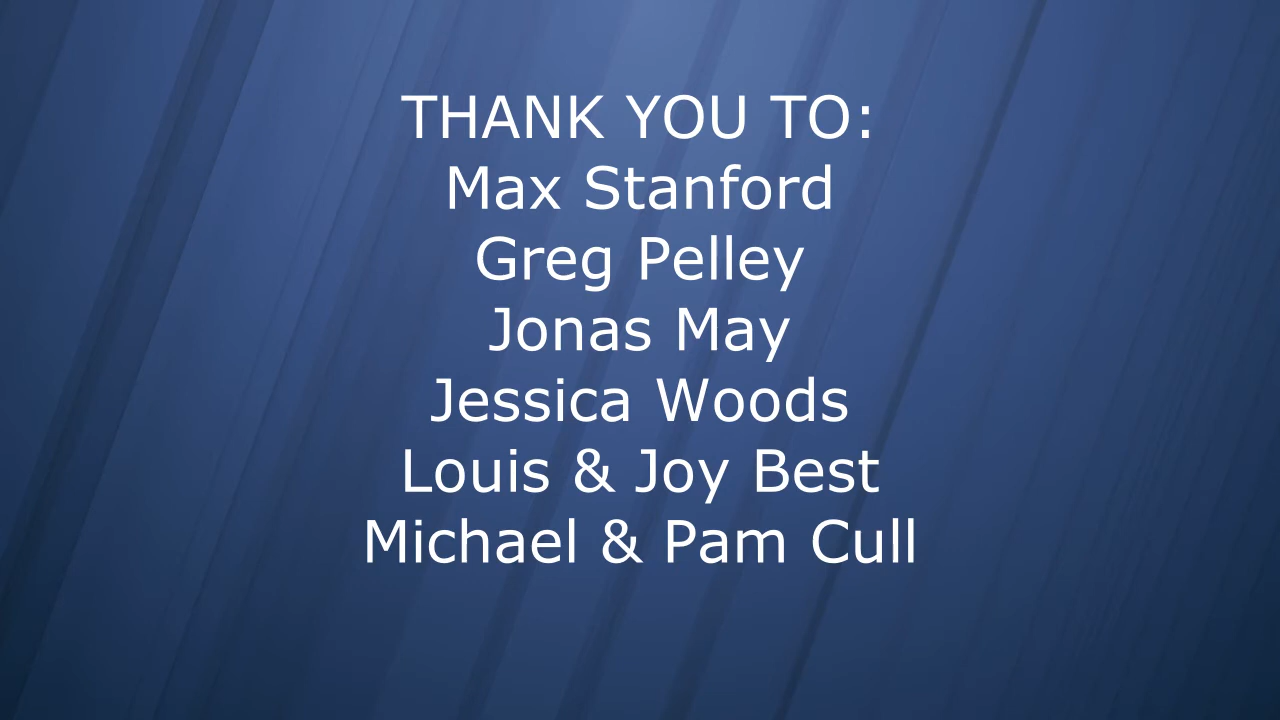 THANK YOU TO:
Max Stanford
Greg Pelley
Jonas May
Jessica Woods
Louis & Joy Best
Michael & Pam Cull